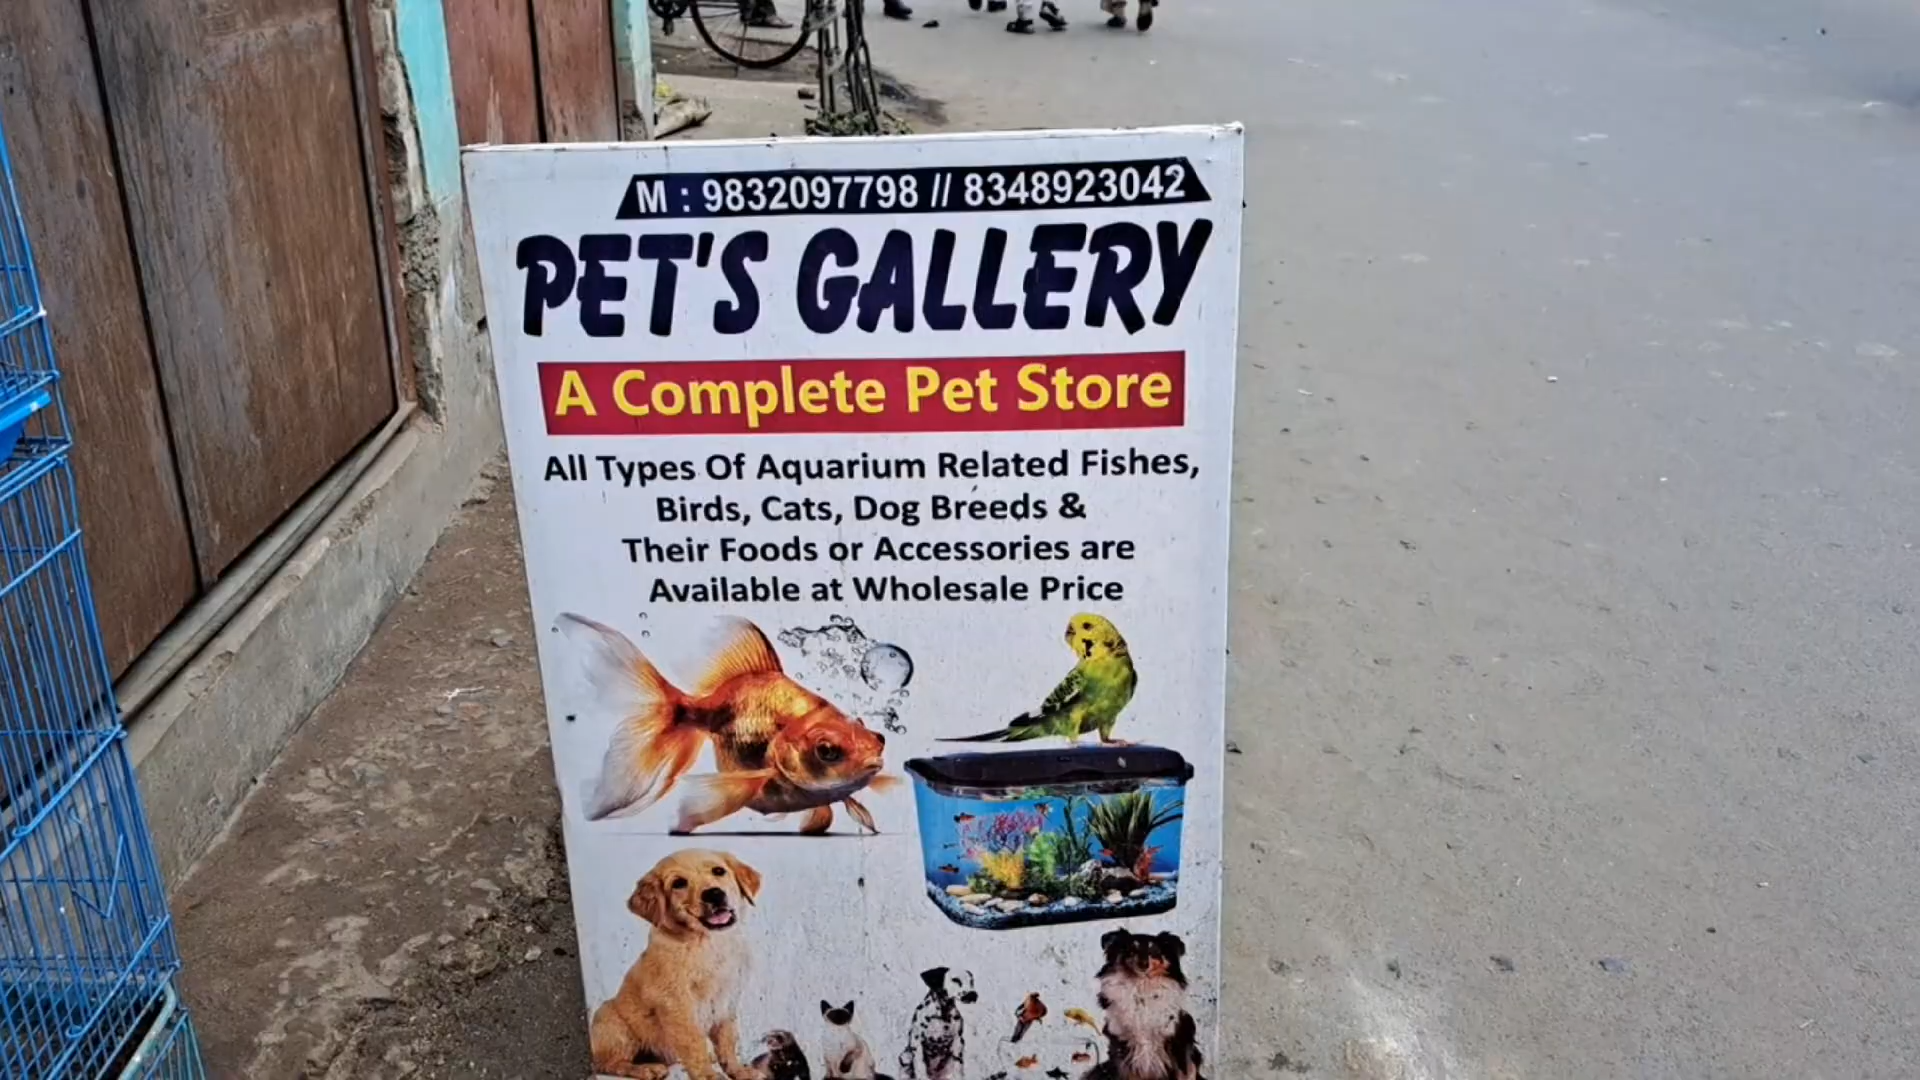 M : 9832097798 // 8348923042
PET'S GALLERY
A Complete Pet Store
All Types Of Aquarium Related Fishes,
Birds, Cats, Dog Breeds &
Their Foods or Accessories are
Available at Wholesale Price